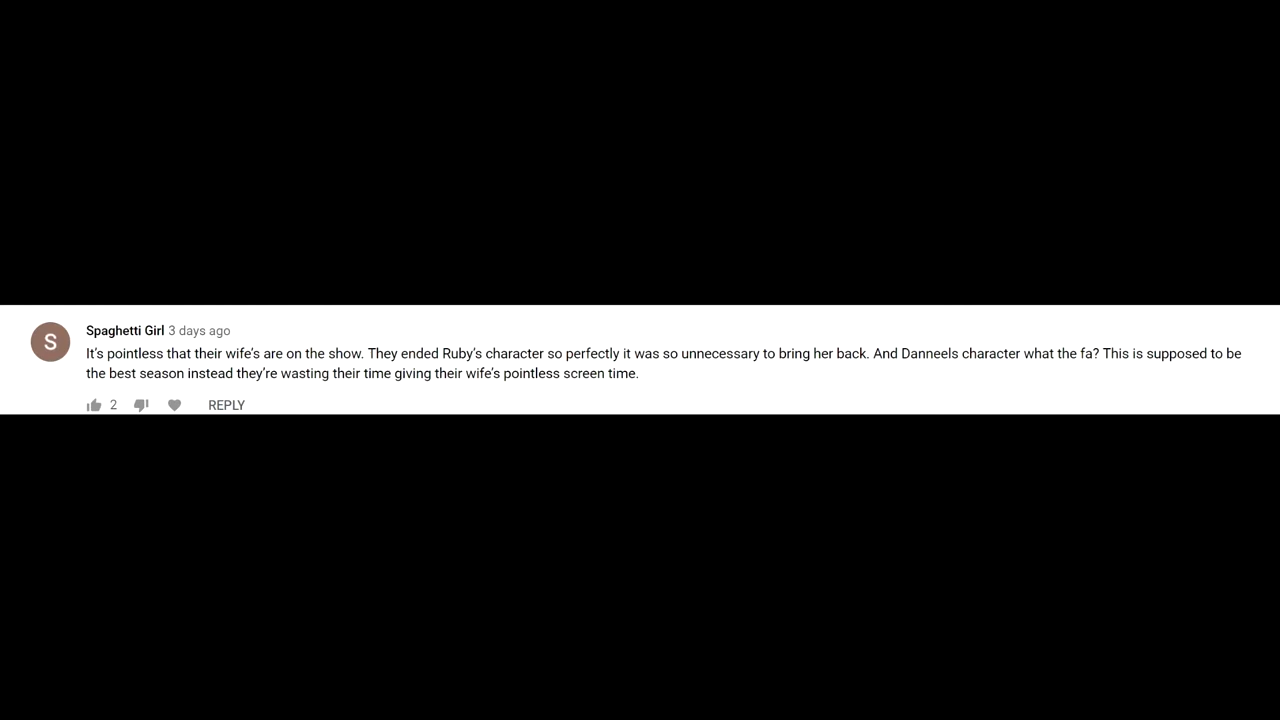 S
Spaghetti Girl 3 days ago
It's pointless that their wife's are on the show. They ended Ruby's character so perfectly it was so unnecessary to bring her back. And Danneels character what the fa? This is supposed to be
the best season instead they're wasting their time giving their wife's pointless screen time.
2 REPLY